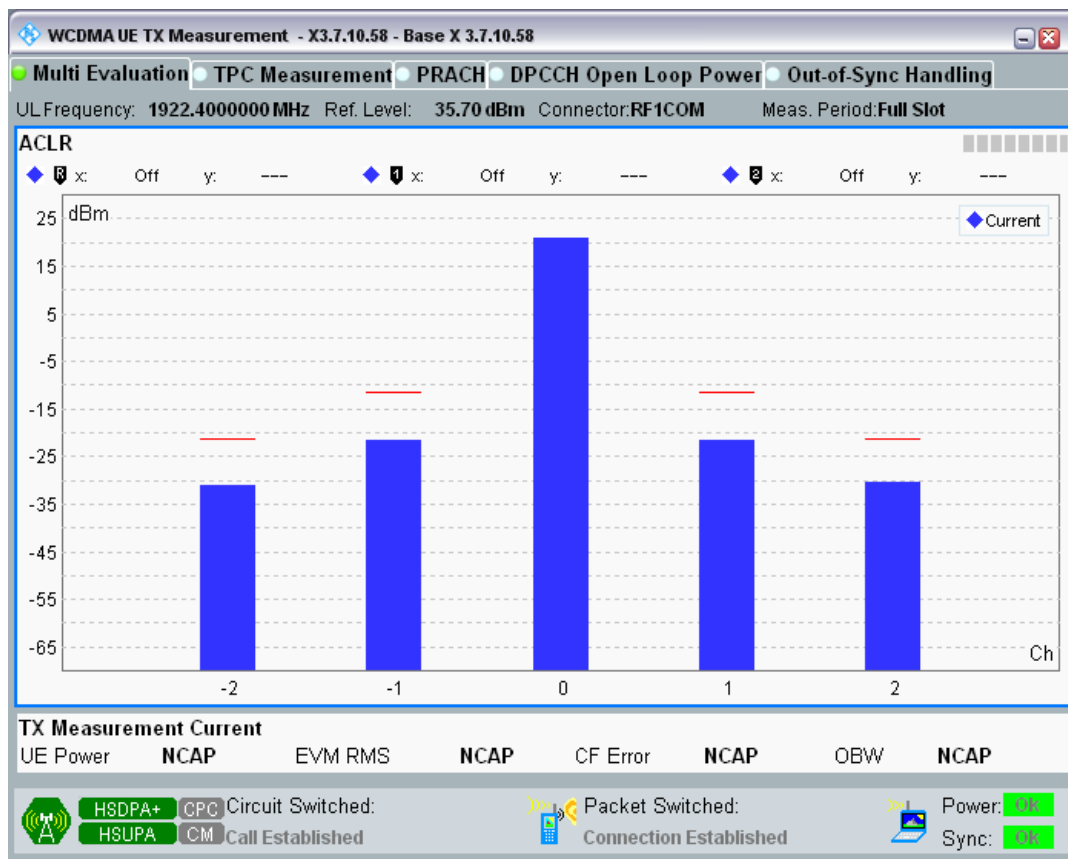 WCDMA UE TX Measurement - X3.7.10.58 - Base X 3.7.10.58
Multi Evaluation TPC Measurement PRACH DPCCH Open Loop Power Out-of-Sync Handling
UL Frequency: 1922.4000000 MHz Ref. Level: 35.70 dBm Connector: RF1COM Meas. Period: Full Slot
ACLR
R x: Off y: --- 1 x: Off y: --- 2 x: Off y: ---
dBm
Current
25
15
5
-5
-15
-25
-35
-45
-55
-65
Ch
-2 -1 0 1 2
TX Measurement Current
UE Power NCAP EVM RMS NCAP CF Error NCAP OBW NCAP
HSDPA+ CPC Circuit Switched: Packet Switched: Power: OK
HSUPA CM Call Established Connection Established Sync: OK